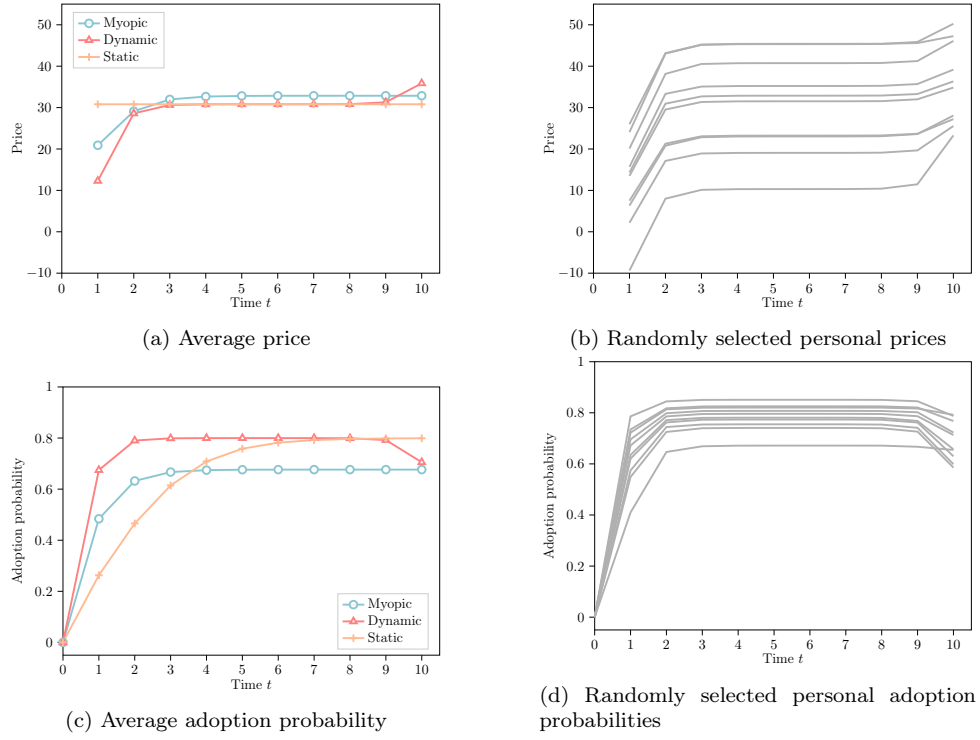 50
40
30
20
10
0
−10
Price
Myopic
Dynamic
Static
0 1 2 3 4 5 6 7 8 9 10
Time t
(a) Average price
50
40
30
20
10
0
−10
Price
0 1 2 3 4 5 6 7 8 9 10
Time t
(b) Randomly selected personal prices
1
0.8
0.6
0.4
0.2
0
Adoption probability
Myopic
Dynamic
Static
0 1 2 3 4 5 6 7 8 9 10
Time t
(c) Average adoption probability
1
0.8
0.6
0.4
0.2
0
Adoption probability
0 1 2 3 4 5 6 7 8 9 10
Time t
(d) Randomly selected personal adoption
probabilities